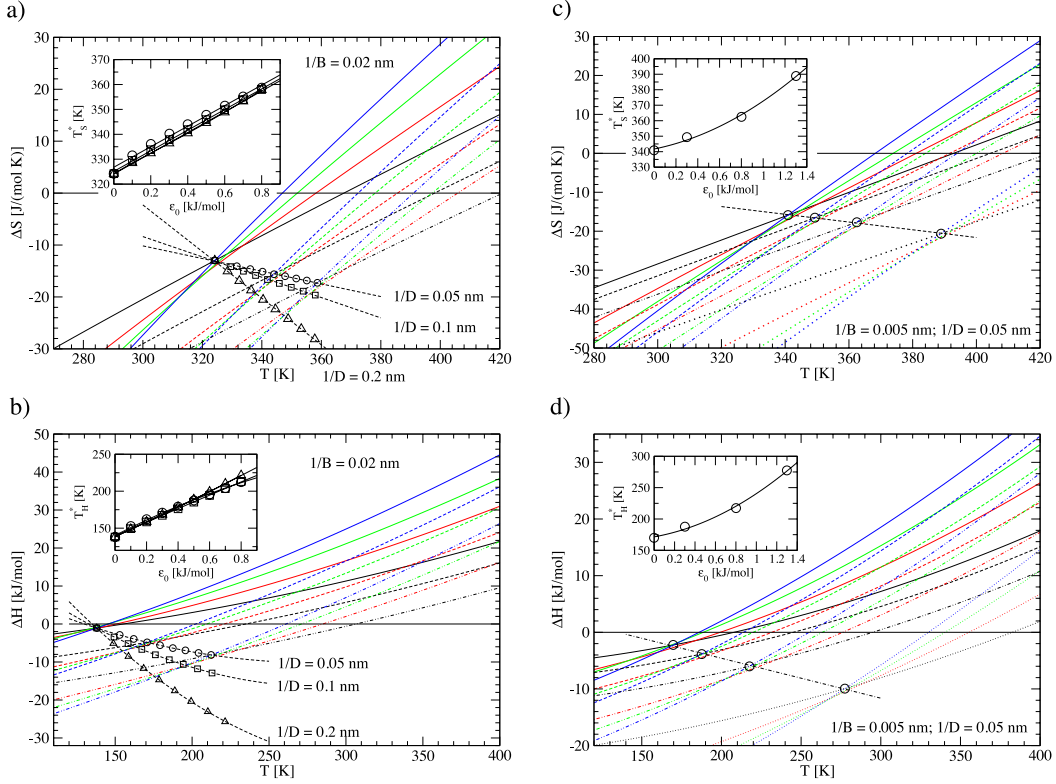 a)
30
20
10
0
-10
-20
-30
ΔS [J/(mol K)]
280 300 320 340 360 380 400 420
T [K]
1/B = 0.02 nm
1/D = 0.05 nm
1/D = 0.1 nm
1/D = 0.2 nm
370
360
350
340
330
320
T*S [K]
0 0.2 0.4 0.6 0.8
ε0 [kJ/mol]
c)
30
20
10
0
-10
-20
-30
-40
-50
ΔS [J/(mol K)]
280 300 320 340 360 380 400 420
T [K]
1/B = 0.005 nm; 1/D = 0.05 nm
400
390
380
370
360
350
340
330
T*S [K]
0 0.2 0.4 0.6 0.8 1 1.2 1.4
ε0 [kJ/mol]
b)
50
40
30
20
10
0
-10
-20
-30
ΔH [kJ/mol]
150 200 250 300 350 400
T [K]
1/B = 0.02 nm
1/D = 0.05 nm
1/D = 0.1 nm
1/D = 0.2 nm
250
200
150
100
T*H [K]
0 0.2 0.4 0.6 0.8
ε0 [kJ/mol]
d)
30
20
10
0
-10
-20
ΔH [kJ/mol]
150 200 250 300 350 400
T [K]
1/B = 0.005 nm; 1/D = 0.05 nm
300
250
200
150
T*H [K]
0 0.2 0.4 0.6 0.8 1 1.2 1.4
ε0 [kJ/mol]